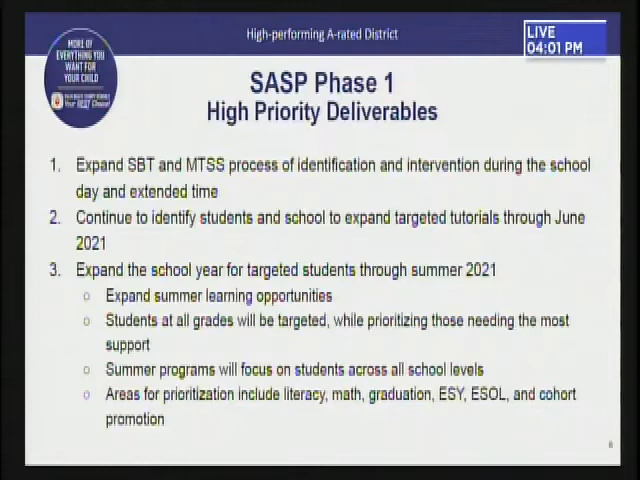 High-performing A-rated District
LIVE
04:01 PM
MORE OF
EVERYTHING YOU
WANT FOR
YOUR CHILD
Your BEST Choice!
SASP Phase 1
High Priority Deliverables
1. Expand SBT and MTSS process of identification and intervention during the school
day and extended time
2. Continue to identify students and school to expand targeted tutorials through June
2021
3. Expand the school year for targeted students through summer 2021
o Expand summer learning opportunities
o Students at all grades will be targeted, while prioritizing those needing the most
support
o Summer programs will focus on students across all school levels
o Areas for prioritization include literacy, math, graduation, ESY, ESOL, and cohort
promotion